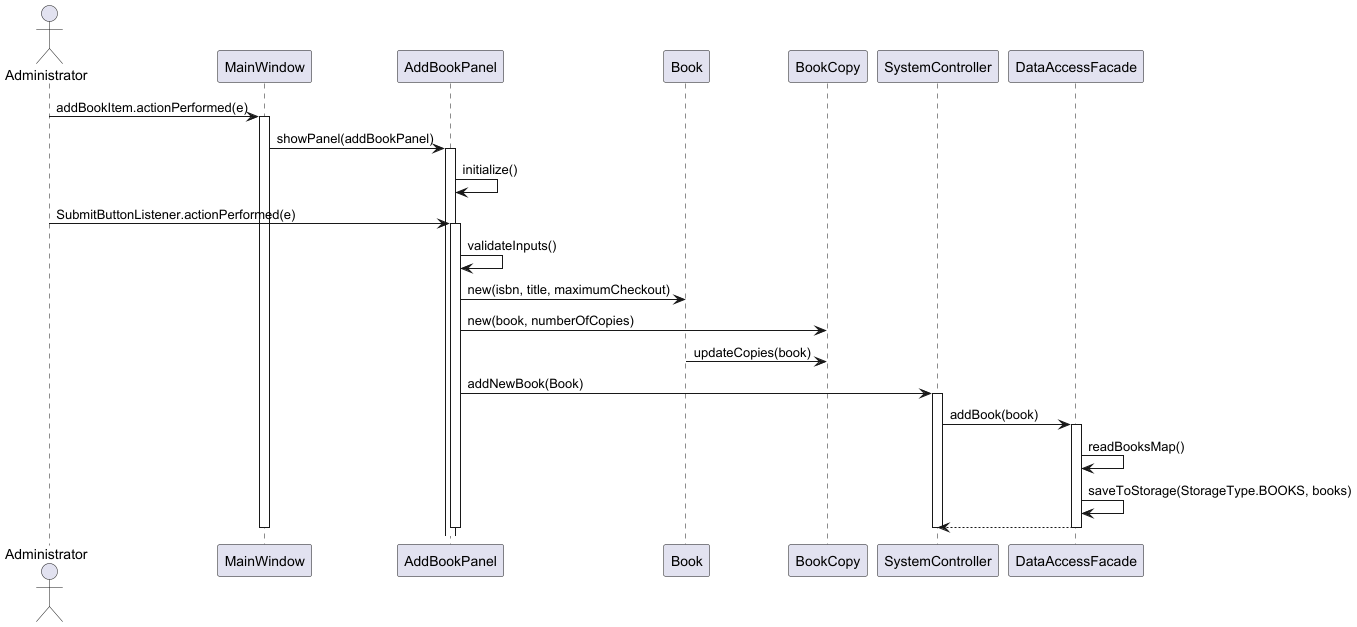 Administrator
MainWindow
AddBookPanel
Book
BookCopy
SystemController
DataAccessFacade
addBookItem.actionPerformed(e)
showPanel(addBookPanel)
initialize()
SubmitButtonListener.actionPerformed(e)
validateInputs()
new(isbn, title, maximumCheckout)
new(book, numberOfCopies)
updateCopies(book)
addNewBook(Book)
addBook(book)
readBooksMap()
saveToStorage(StorageType.BOOKS, books)
Administrator
MainWindow
AddBookPanel
Book
BookCopy
SystemController
DataAccessFacade